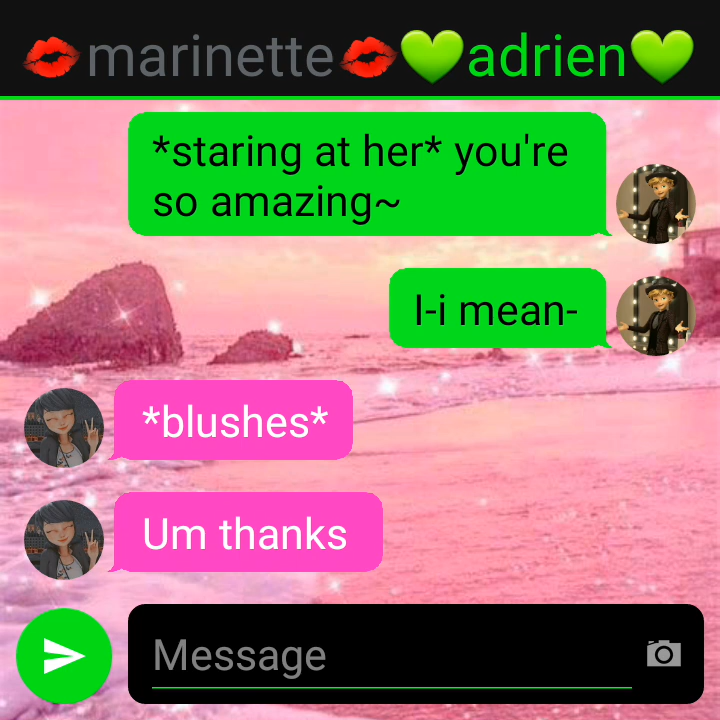 💋marinette💋💚adrien💚
*staring at her* you're
so amazing~
I-i mean-
*blushes*
Um thanks
Message